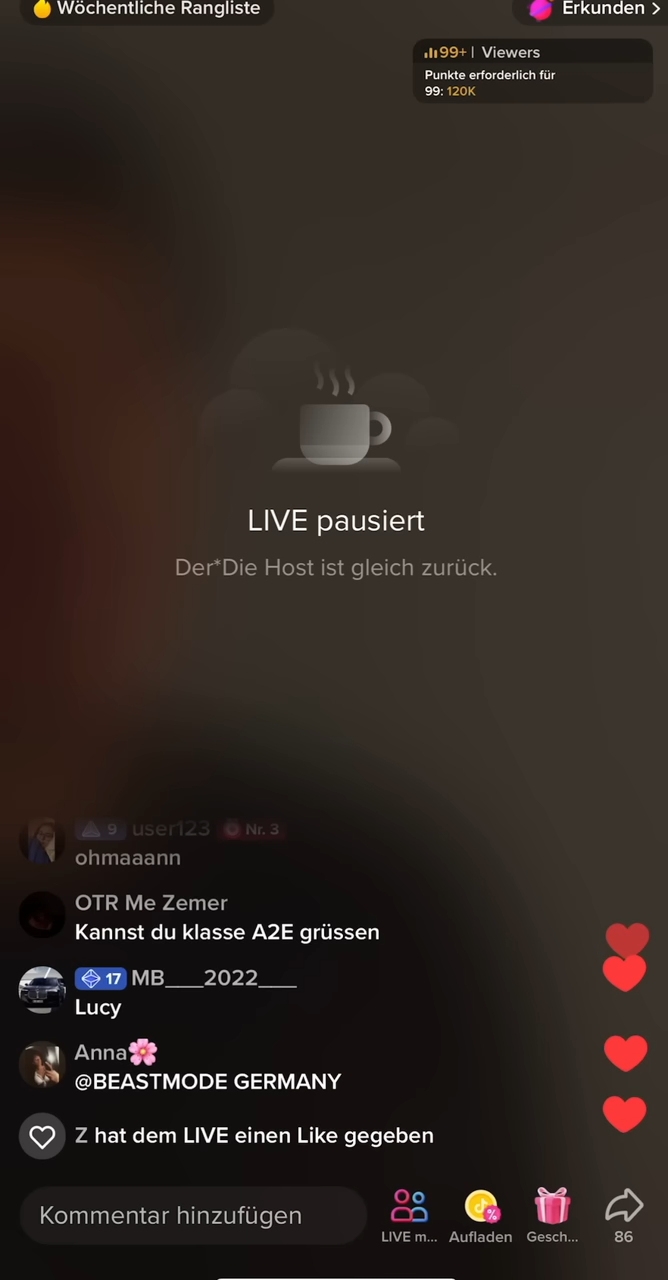 Wöchentliche Rangliste
Erkunden >
99+ | Viewers
Punkte erforderlich für
99: 120K
LIVE pausiert
Der*Die Host ist gleich zurück.
9 user123 Nr. 3
ohmaaann
OTR Me Zemer
Kannst du klasse A2E grüssen
17 MB___2022___
Lucy
Anna🌸
@BEASTMODE GERMANY
Z hat dem LIVE einen Like gegeben
Kommentar hinzufügen
LIVE m...
Aufladen
Gesch...
86